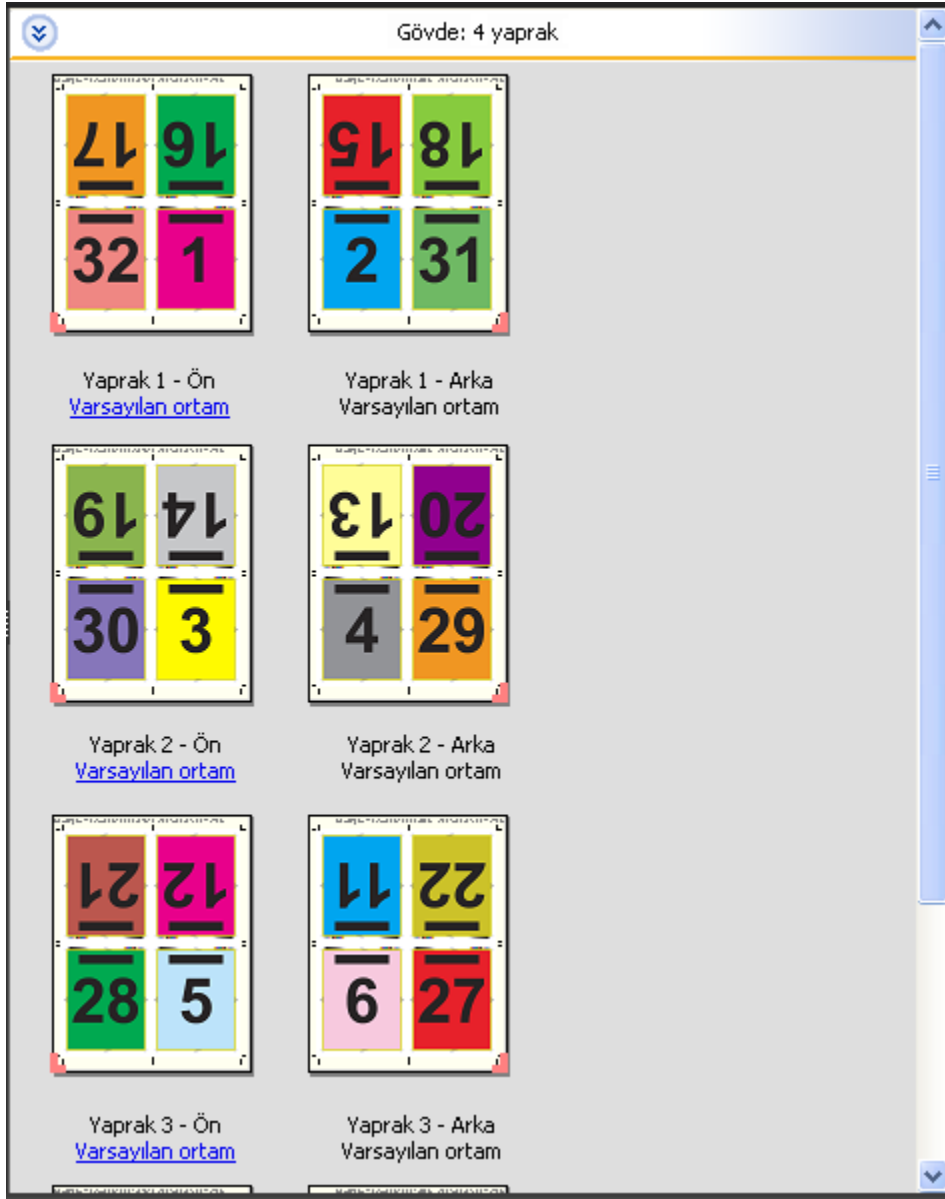 Gövde: 4 yaprak
17 16 15 18
32 1 2 31
Yaprak 1 - Ön Yaprak 1 - Arka
Varsayılan ortam Varsayılan ortam
19 14 13 20
30 3 4 29
Yaprak 2 - Ön Yaprak 2 - Arka
Varsayılan ortam Varsayılan ortam
21 12 11 22
28 5 6 27
Yaprak 3 - Ön Yaprak 3 - Arka
Varsayılan ortam Varsayılan ortam